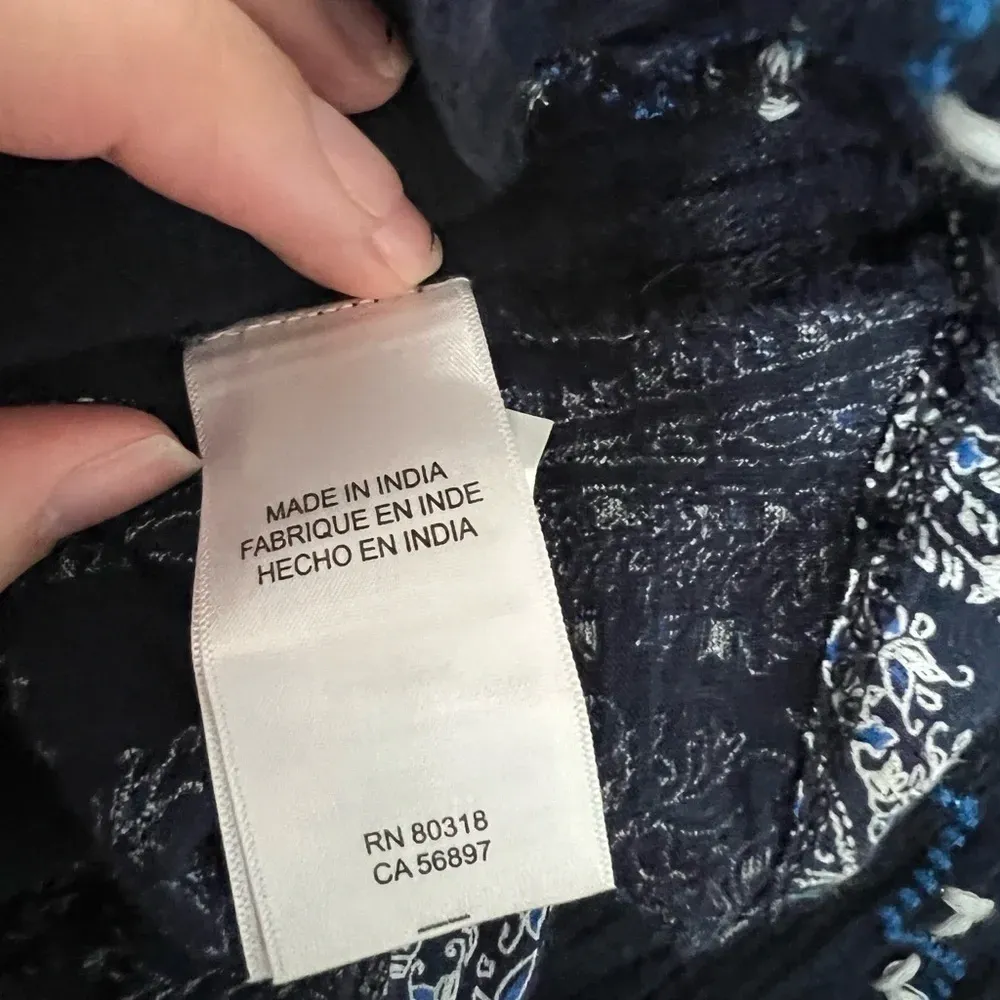 MADE IN INDIA
FABRIQUE EN INDE
HECHO EN INDIA
RN 80318
CA 56897